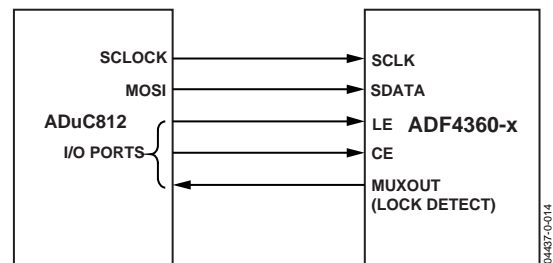 SCLOCK
MOSI
ADuC812
I/O PORTS
SCLK
SDATA
LE
ADF4360-x
CE
MUXOUT
(LOCK DETECT)
04437-0-014